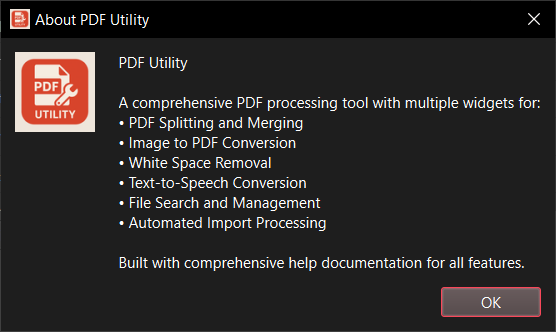 About PDF Utility
PDF
UTILITY
PDF Utility
A comprehensive PDF processing tool with multiple widgets for:
• PDF Splitting and Merging
• Image to PDF Conversion
• White Space Removal
• Text-to-Speech Conversion
• File Search and Management
• Automated Import Processing
Built with comprehensive help documentation for all features.
OK